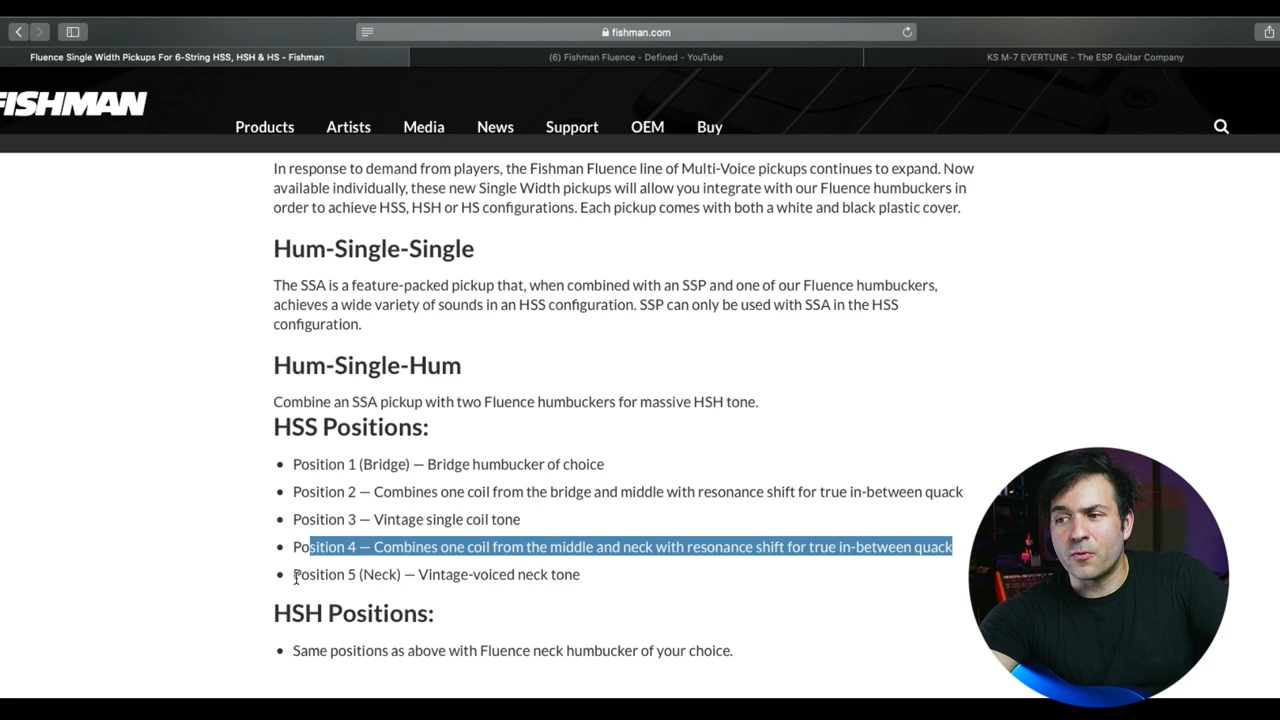 fishman.com
Fluence Single Width Pickups For 6-String HSS, HSH & HS - Fishman
(6) Fishman Fluence - Defined - YouTube
KS M-7 EVERTUNE - The ESP Guitar Company
FISHMAN
Products Artists Media News Support OEM Buy
In response to demand from players, the Fishman Fluence line of Multi-Voice pickups continues to expand. Now
available individually, these new Single Width pickups will allow you integrate with our Fluence humbuckers in
order to achieve HSS, HSH or HS configurations. Each pickup comes with both a white and black plastic cover.
Hum-Single-Single
The SSA is a feature-packed pickup that, when combined with an SSP and one of our Fluence humbuckers,
achieves a wide variety of sounds in an HSS configuration. SSP can only be used with SSA in the HSS
configuration.
Hum-Single-Hum
Combine an SSA pickup with two Fluence humbuckers for massive HSH tone.
HSS Positions:
• Position 1 (Bridge) — Bridge humbucker of choice
• Position 2 — Combines one coil from the bridge and middle with resonance shift for true in-between quack
• Position 3 — Vintage single coil tone
• Position 4 — Combines one coil from the middle and neck with resonance shift for true in-between quack
• Position 5 (Neck) — Vintage-voiced neck tone
HSH Positions:
• Same positions as above with Fluence neck humbucker of your choice.